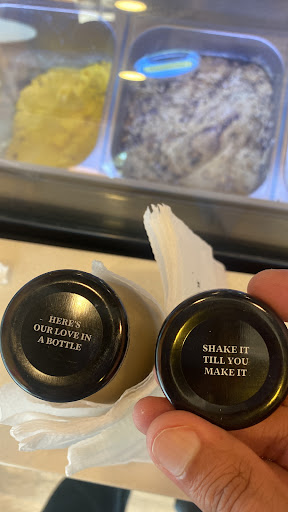 HERE'S
OUR LOVE IN
A BOTTLE
SHAKE IT
TILL YOU
MAKE IT